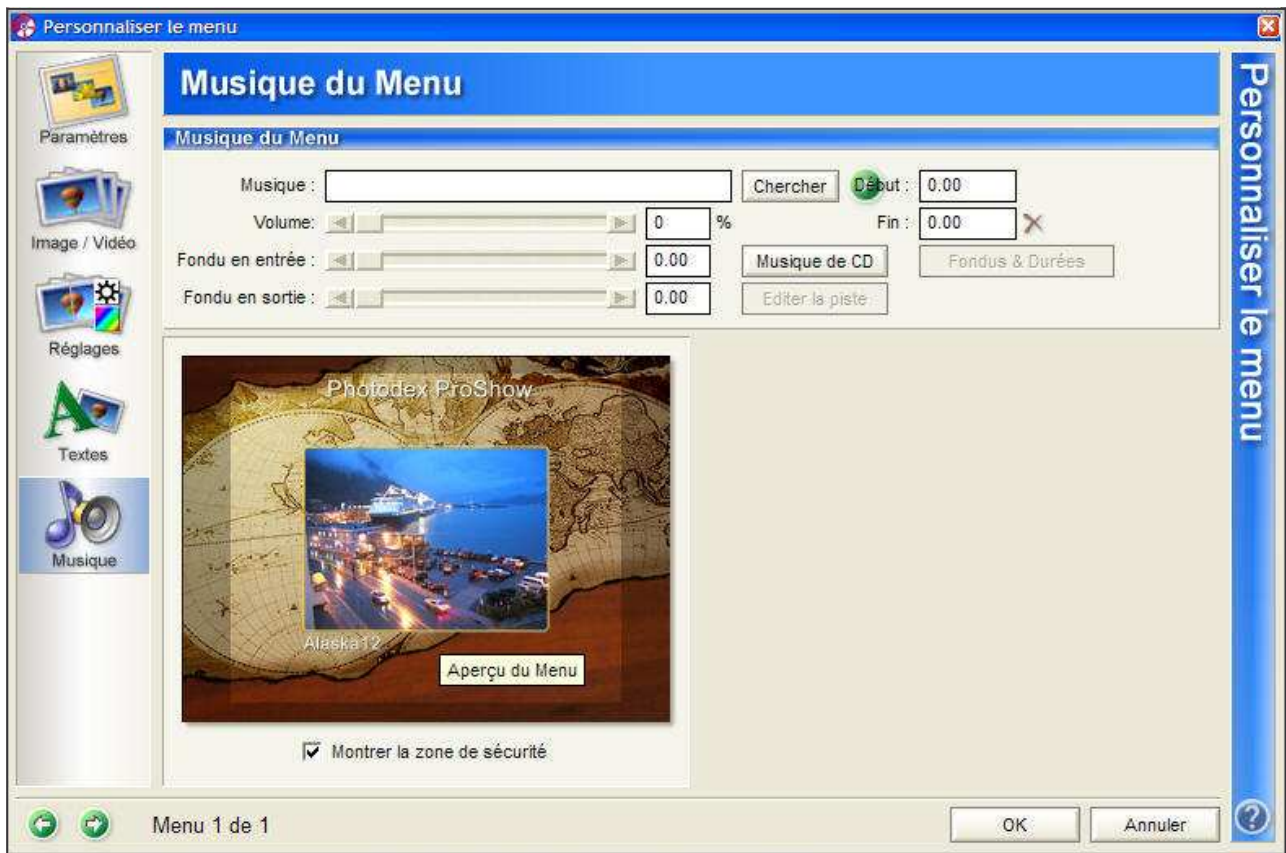 Personnaliser le menu
Paramètres
Image / Vidéo
Réglages
Textes
Musique
Musique du Menu
Musique du Menu
Musique : Chercher Début : 0.00
Volume: 0 % Fin : 0.00
Fondu en entrée : 0.00 Musique de CD Fondus & Durées
Fondu en sortie : 0.00 Editer la piste
Photodex ProShow
Alaska12
Aperçu du Menu
Montrer la zone de sécurité
Menu 1 de 1
OK Annuler
Personnaliser le menu
?